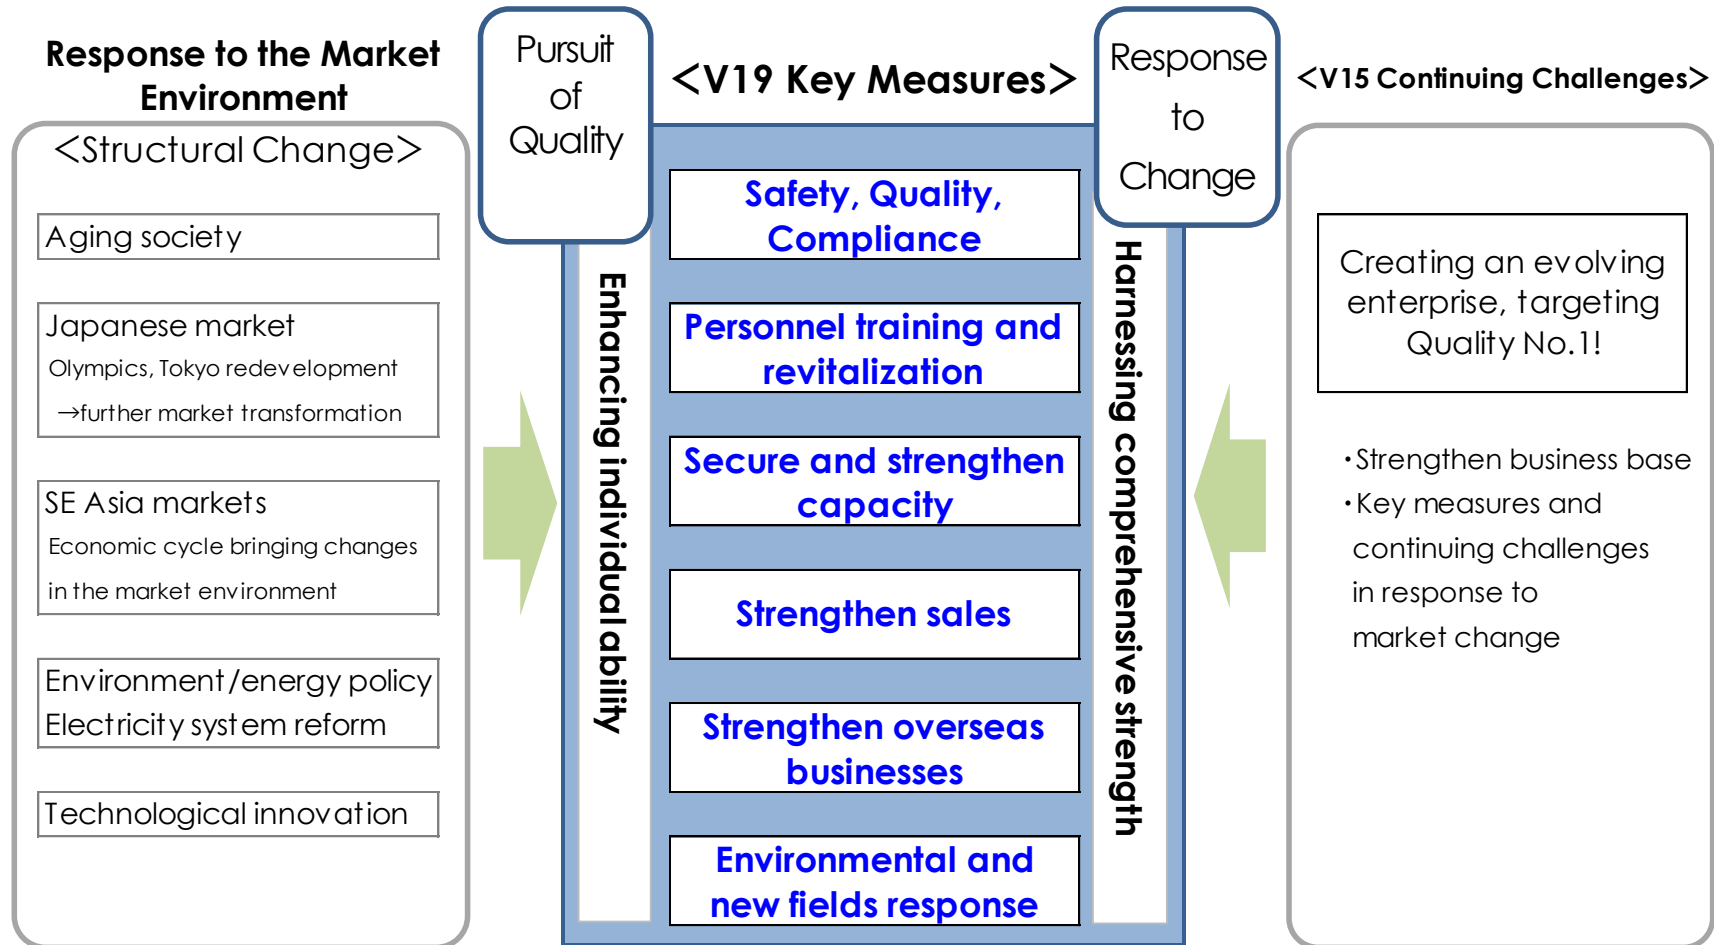 Response to the Market
Environment
<Structural Change>
Aging society
Japanese market
Olympics, Tokyo redevelopment
→further market transformation
SE Asia markets
Economic cycle bringing changes
in the market environment
Environment/energy policy
Electricity system reform
Technological innovation
Pursuit
of
Quality
Enhancing individual ability
<V19 Key Measures>
Safety, Quality,
Compliance
Personnel training and
revitalization
Secure and strengthen
capacity
Strengthen sales
Strengthen overseas
businesses
Environmental and
new fields response
Response
to
Change
Harnessing comprehensive strength
<V15 Continuing Challenges>
Creating an evolving
enterprise, targeting
Quality No.1!
・Strengthen business base
・Key measures and
continuing challenges
in response to
market change